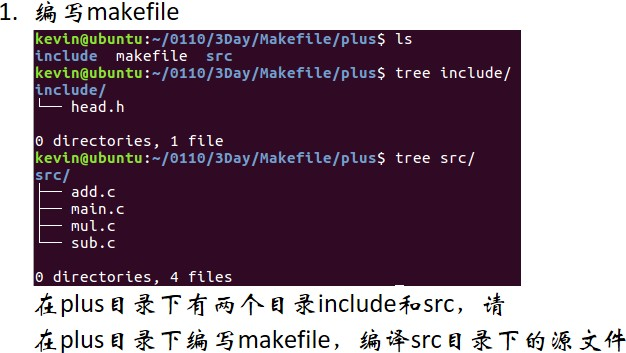 1. 编写makefile
kevin@ubuntu:~/0110/3Day/Makefile/plus$ ls
include  makefile  src
kevin@ubuntu:~/0110/3Day/Makefile/plus$ tree include/
include/
└── head.h
0 directories, 1 file
kevin@ubuntu:~/0110/3Day/Makefile/plus$ tree src/
src/
├── add.c
├── main.c
├── mul.c
└── sub.c
0 directories, 4 files
在plus目录下有两个目录include和src，请
在plus目录下编写makefile，编译src目录下的源文件